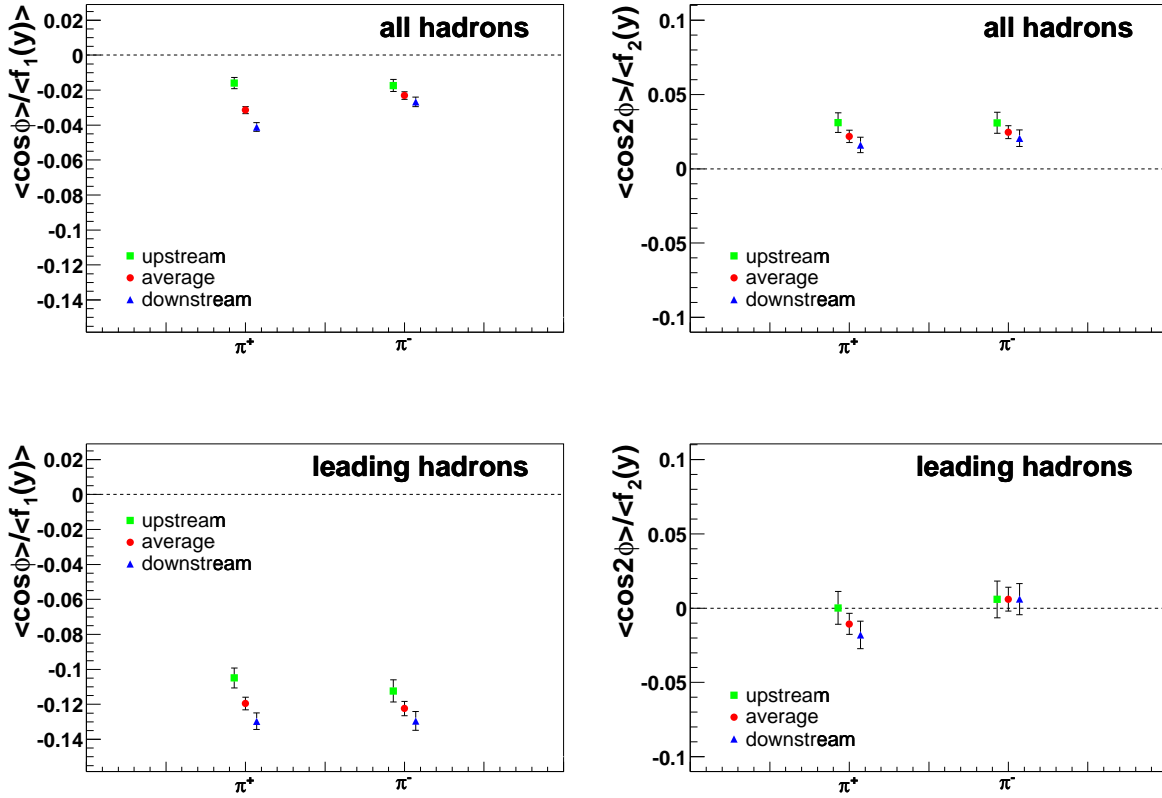 all hadrons
<cosϕ>/<f₁(y)>
0.02
0
-0.02
-0.04
-0.06
-0.08
-0.1
-0.12
-0.14
upstream
average
downstream
π⁺
π⁻
all hadrons
<cos2ϕ>/<f₂(y)
0.1
0.05
0
-0.05
-0.1
upstream
average
downstream
π⁺
π⁻
leading hadrons
<cosϕ>/<f₁(y)>
0.02
0
-0.02
-0.04
-0.06
-0.08
-0.1
-0.12
-0.14
upstream
average
downstream
π⁺
π⁻
leading hadrons
<cos2ϕ>/<f₂(y)
0.1
0.05
0
-0.05
-0.1
upstream
average
downstream
π⁺
π⁻